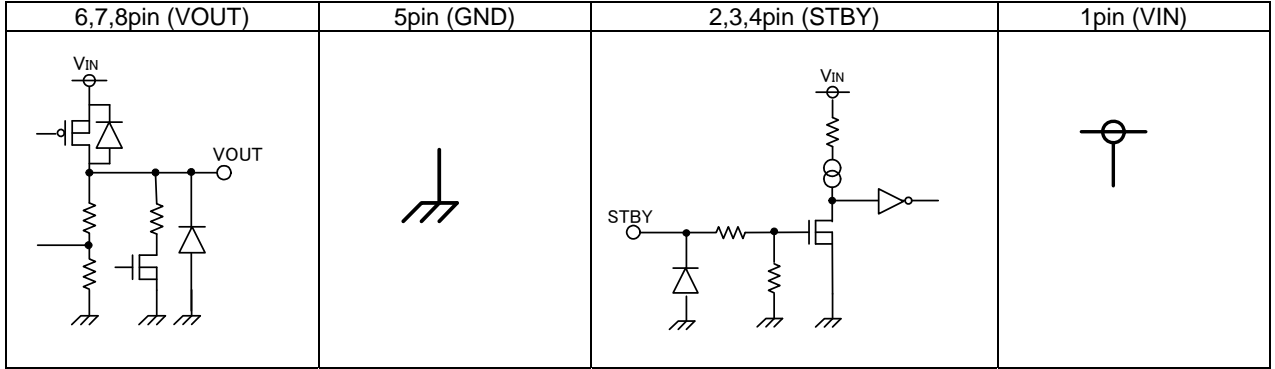 6,7,8pin (VOUT)
5pin (GND)
2,3,4pin (STBY)
1pin (VIN)
VIN
VOUT
VIN
STBY